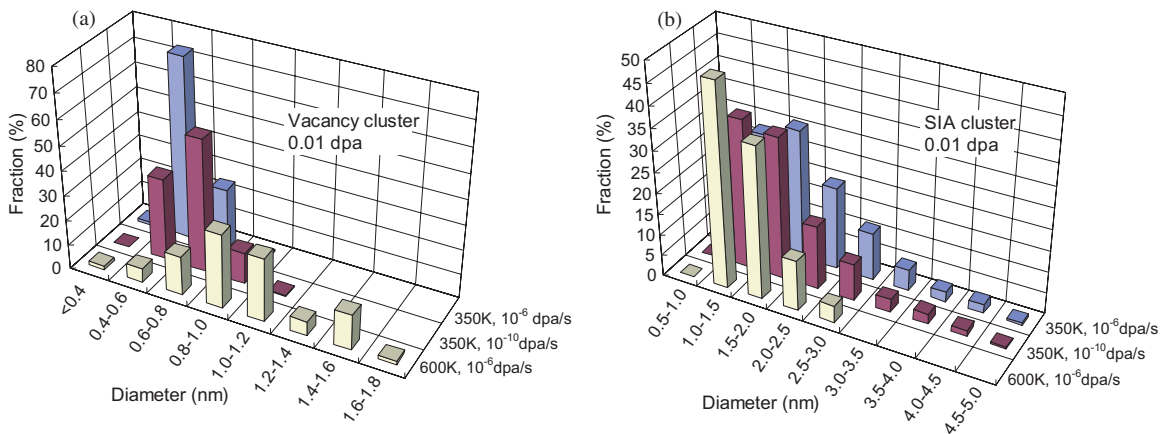 (a)
Fraction (%)
80
70
60
50
40
30
20
10
0
Vacancy cluster
0.01 dpa
<0.4
0.4–0.6
0.6–0.8
0.8–1.0
1.0–1.2
1.2–1.4
1.4–1.6
1.6–1.8
Diameter (nm)
350K, 10⁻⁶ dpa/s
350K, 10⁻¹⁰dpa/s
600K, 10⁻⁶dpa/s
(b)
Fraction (%)
50
45
40
35
30
25
20
15
10
5
0
SIA cluster
0.01 dpa
0.5-1.0
1.0-1.5
1.5-2.0
2.0-2.5
2.5-3.0
3.0-3.5
3.5-4.0
4.0-4.5
4.5-5.0
Diameter (nm)
350K, 10⁻⁶ dpa/s
350K, 10⁻¹⁰ dpa/s
600K, 10⁻⁶dpa/s